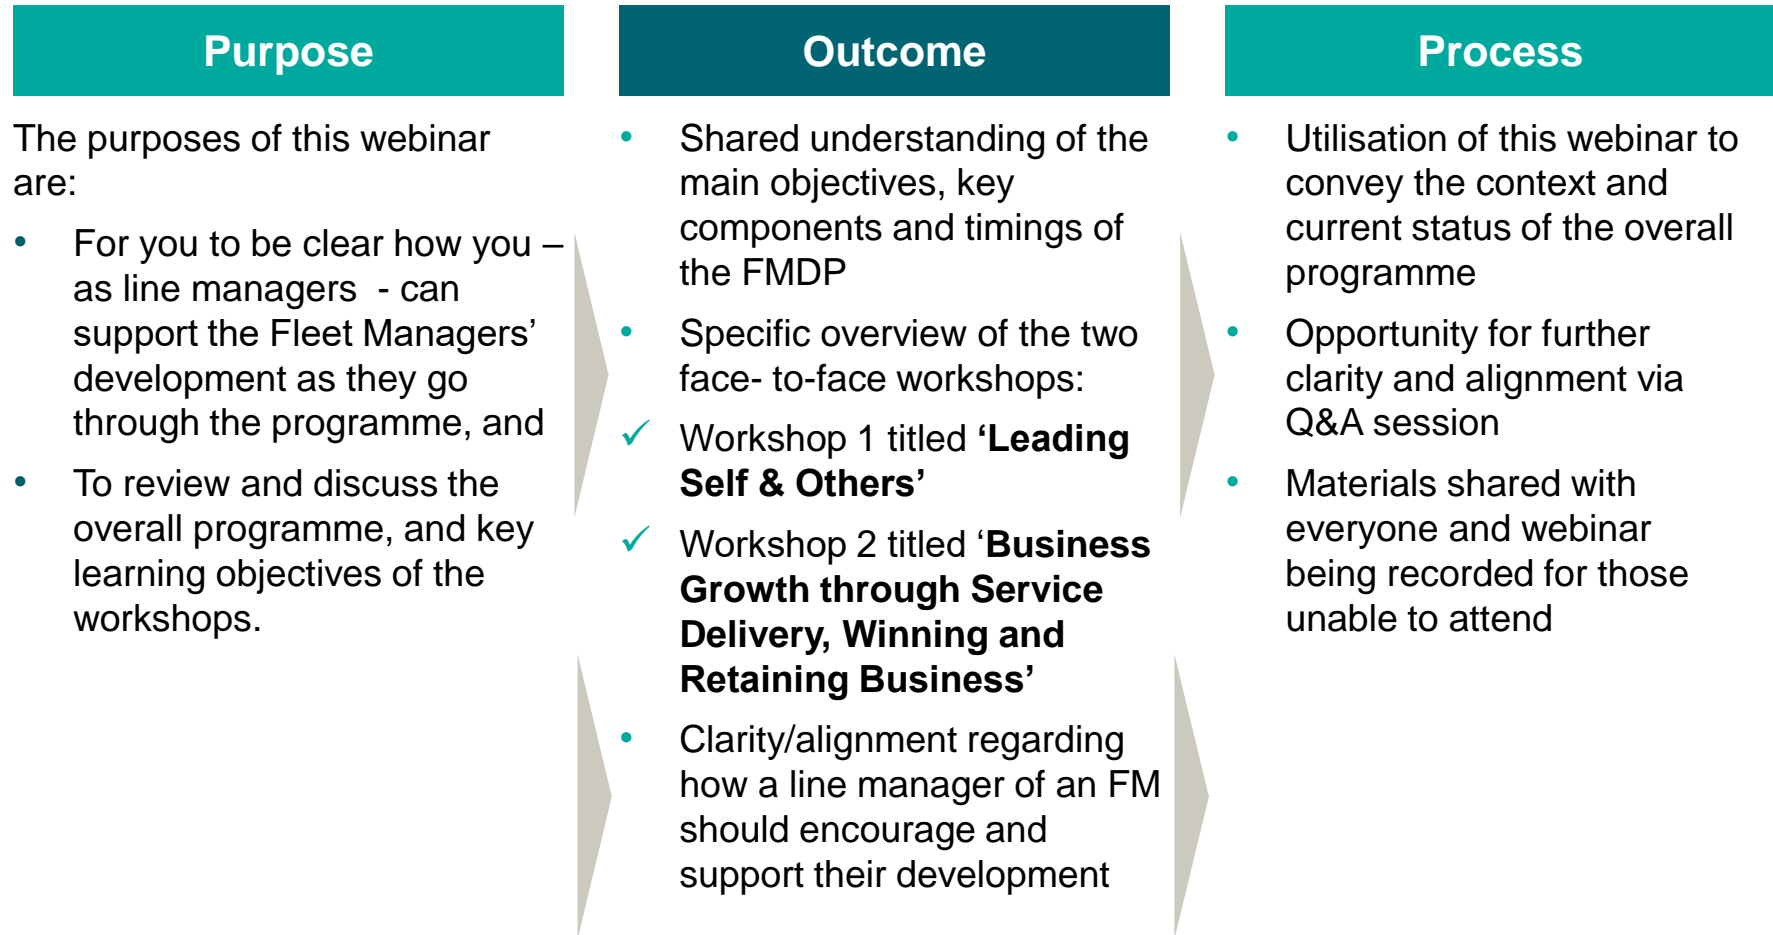 Purpose
The purposes of this webinar
are:
• For you to be clear how you –
as line managers  - can
support the Fleet Managers’
development as they go
through the programme, and
• To review and discuss the
overall programme, and key
learning objectives of the
workshops.
Outcome
• Shared understanding of the
main objectives, key
components and timings of
the FMDP
• Specific overview of the two
face- to-face workshops:
✓ Workshop 1 titled ‘Leading
Self & Others’
✓ Workshop 2 titled ‘Business
Growth through Service
Delivery, Winning and
Retaining Business’
• Clarity/alignment regarding
how a line manager of an FM
should encourage and
support their development
Process
• Utilisation of this webinar to
convey the context and
current status of the overall
programme
• Opportunity for further
clarity and alignment via
Q&A session
• Materials shared with
everyone and webinar
being recorded for those
unable to attend